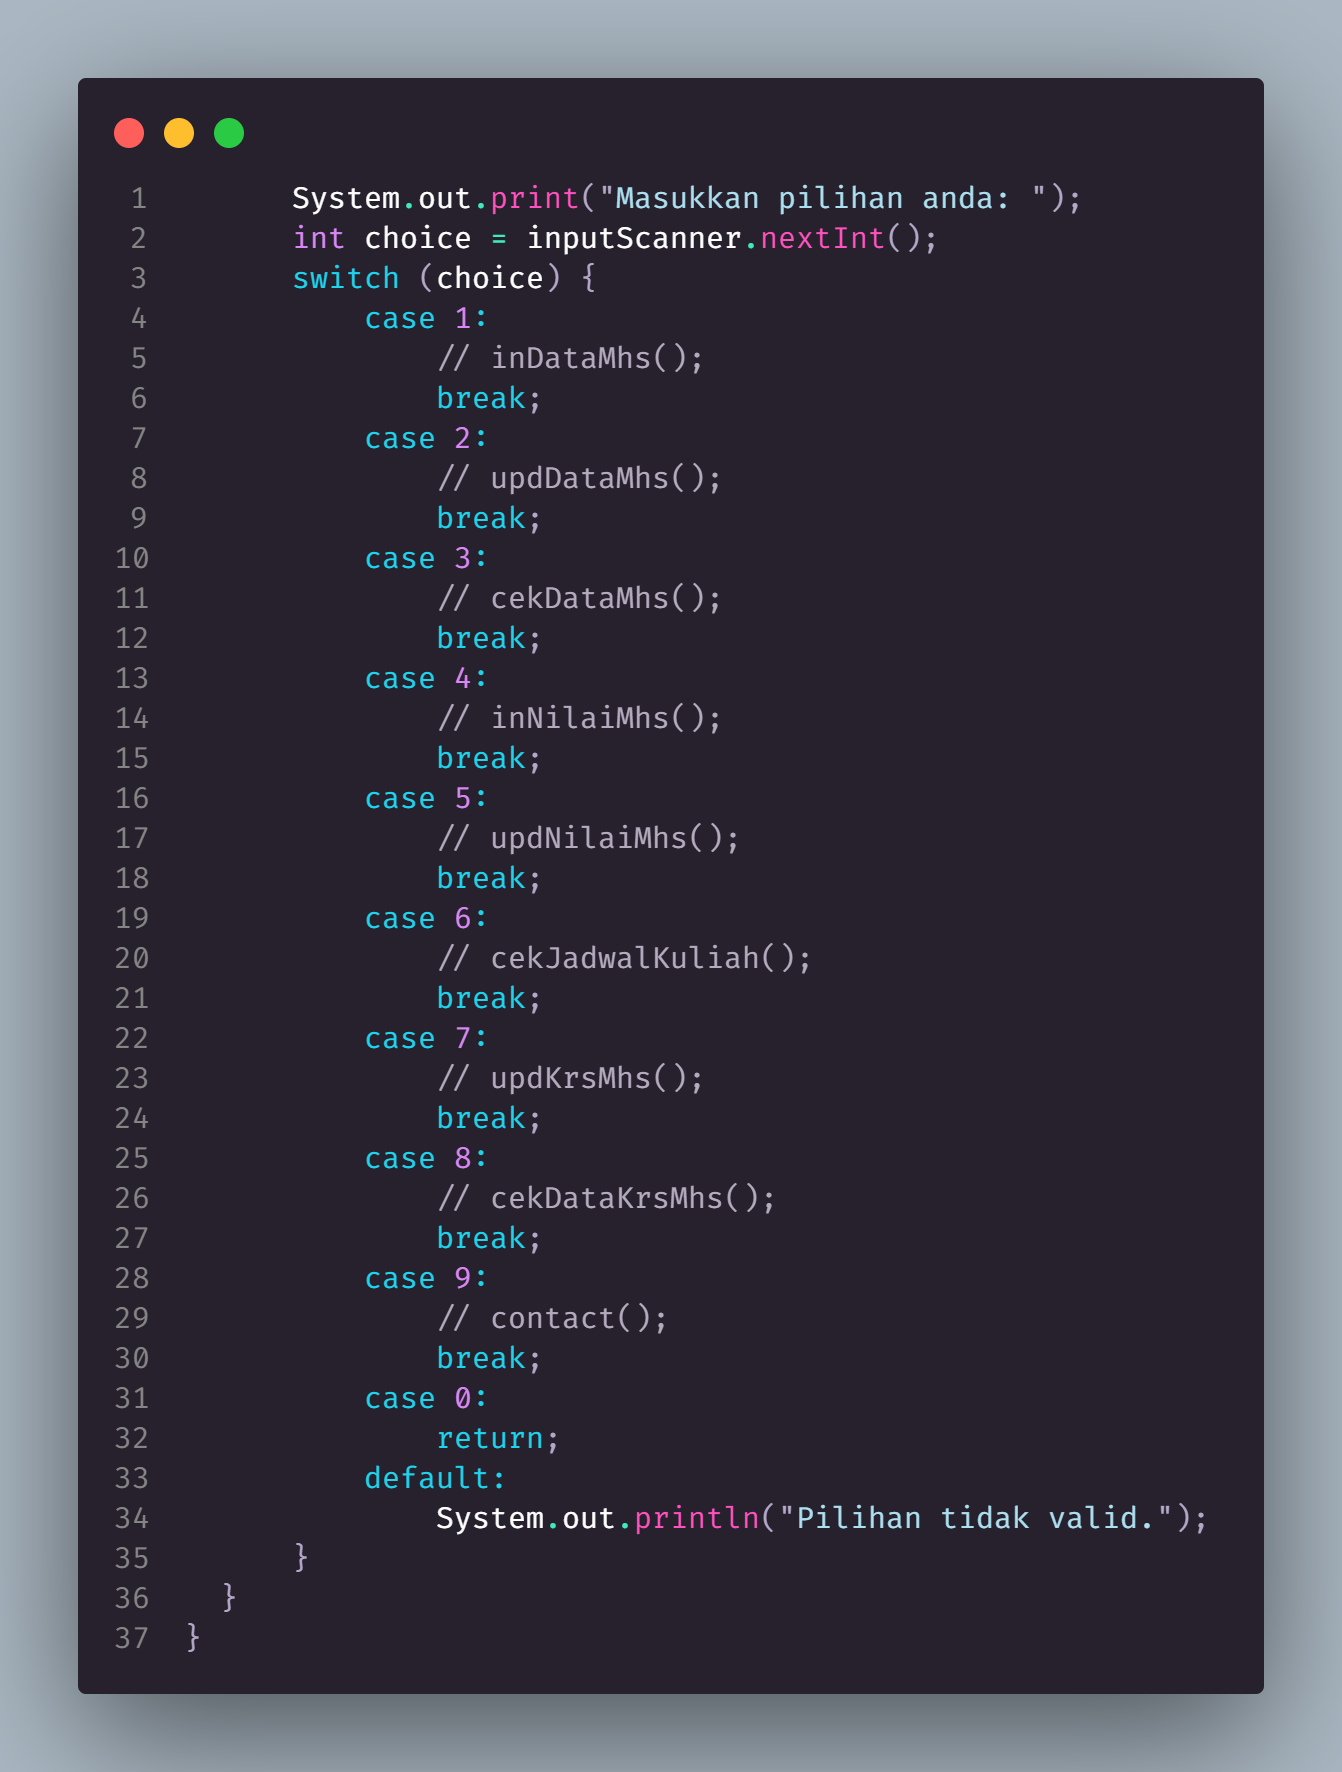 1 System.out.print("Masukkan pilihan anda: ");
2 int choice = inputScanner.nextInt();
3 switch (choice) {
4 case 1:
5 // inDataMhs();
6 break;
7 case 2:
8 // updDataMhs();
9 break;
10 case 3:
11 // cekDataMhs();
12 break;
13 case 4:
14 // inNilaiMhs();
15 break;
16 case 5:
17 // updNilaiMhs();
18 break;
19 case 6:
20 // cekJadwalKuliah();
21 break;
22 case 7:
23 // updKrsMhs();
24 break;
25 case 8:
26 // cekDataKrsMhs();
27 break;
28 case 9:
29 // contact();
30 break;
31 case 0:
32 return;
33 default:
34 System.out.println("Pilihan tidak valid.");
35 }
36 }
37 }